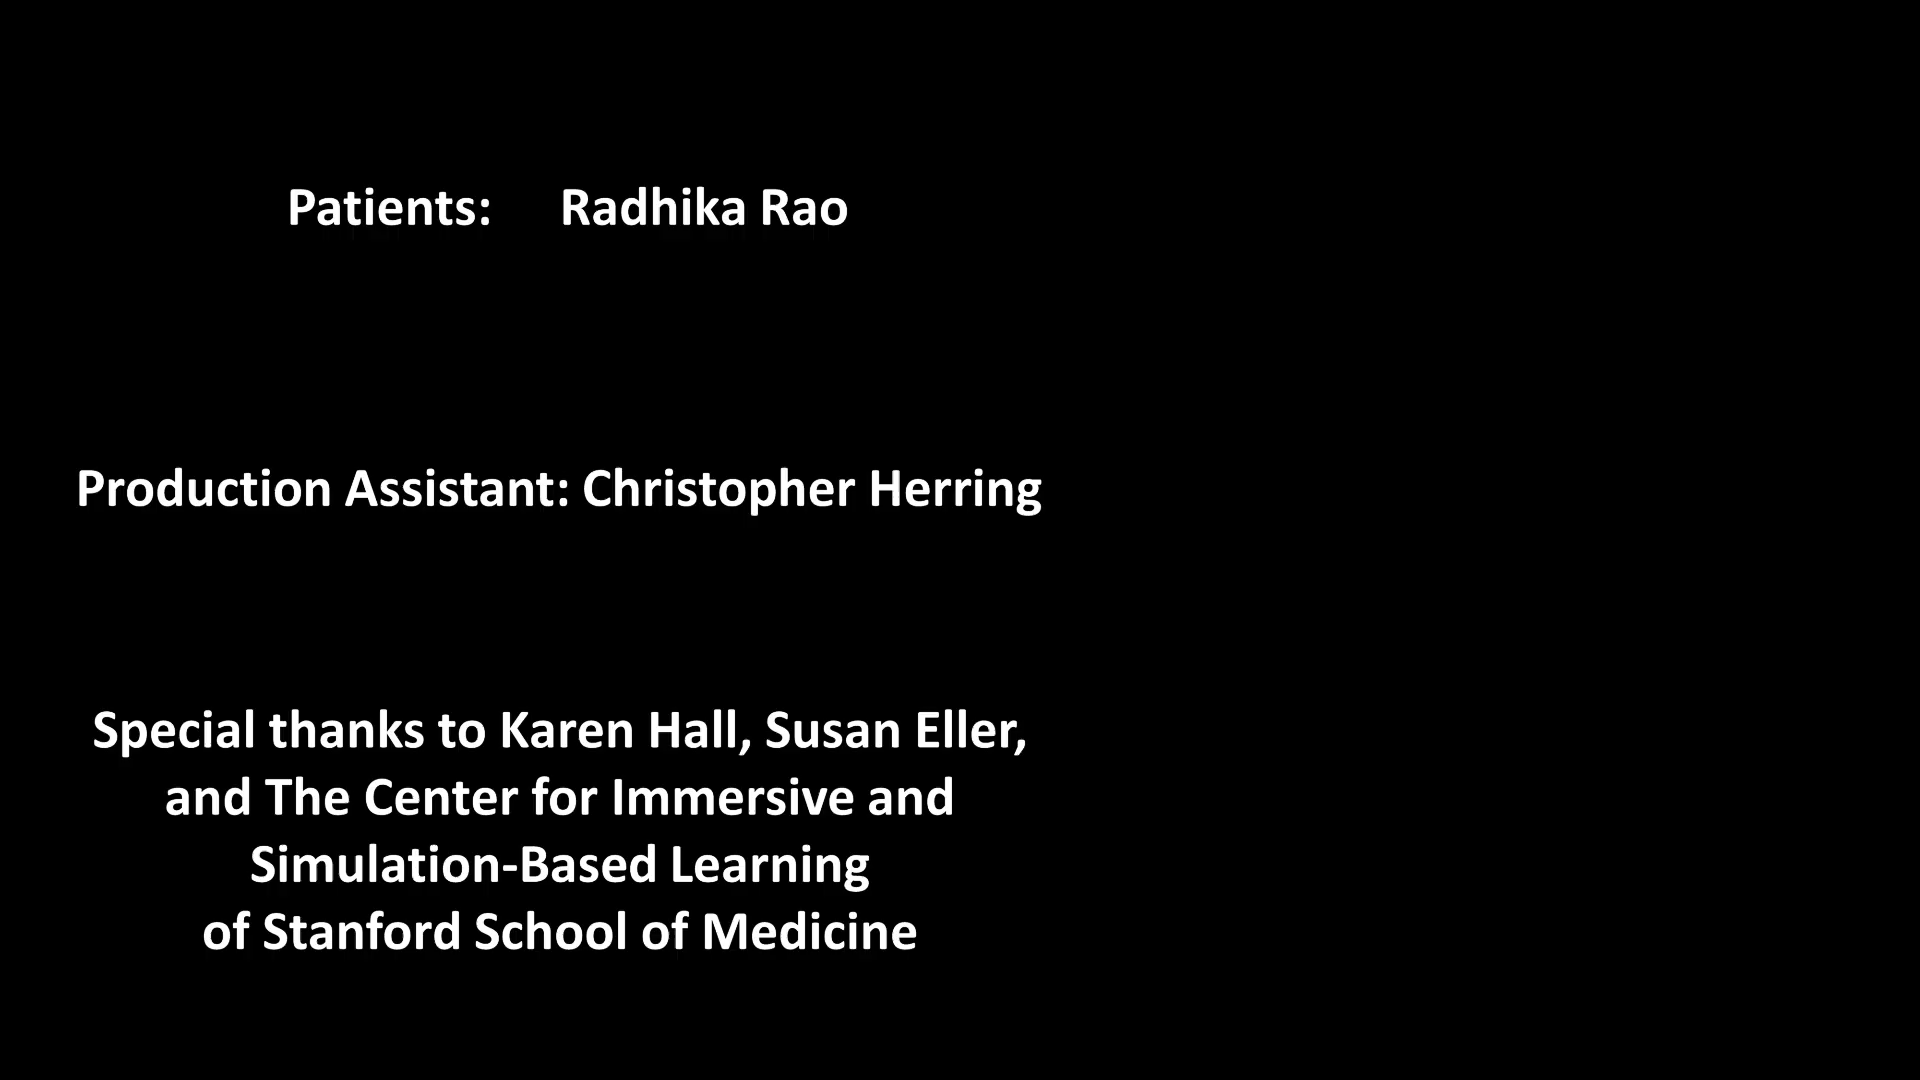 Patients: Radhika Rao
Production Assistant: Christopher Herring
Special thanks to Karen Hall, Susan Eller,
and The Center for Immersive and
Simulation-Based Learning
of Stanford School of Medicine